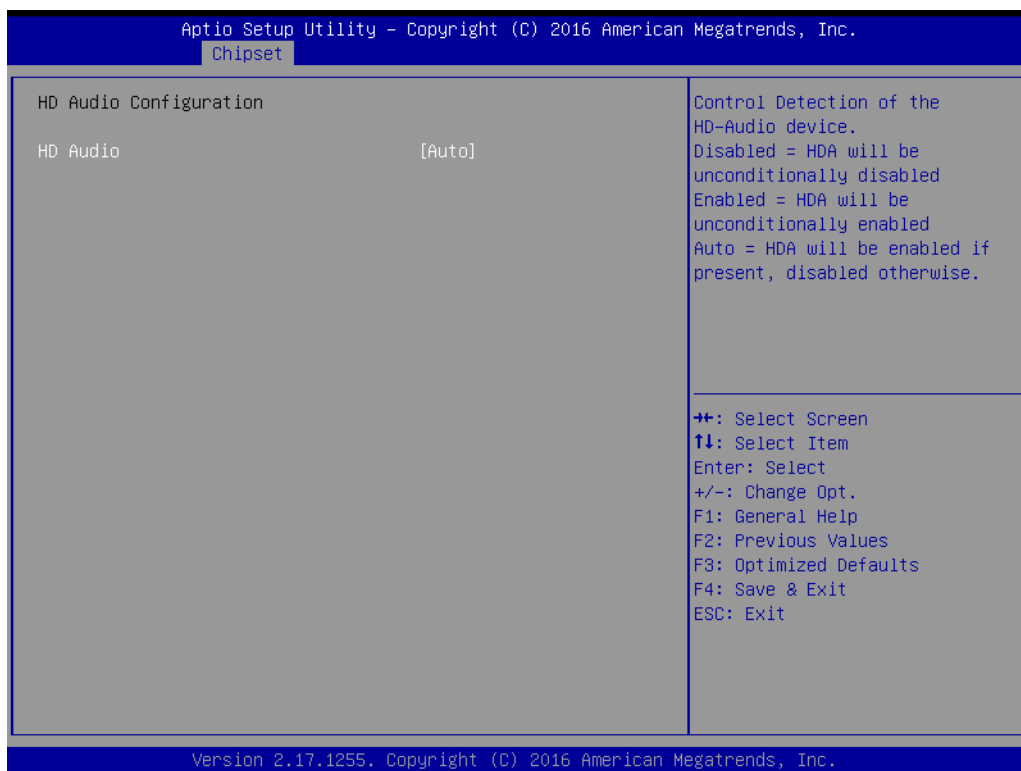 Aptio Setup Utility – Copyright (C) 2016 American Megatrends, Inc.
Chipset
HD Audio Configuration
HD Audio [Auto]
Control Detection of the
HD-Audio device.
Disabled = HDA will be
unconditionally disabled
Enabled = HDA will be
unconditionally enabled
Auto = HDA will be enabled if
present, disabled otherwise.
→←: Select Screen
↑↓: Select Item
Enter: Select
+/-: Change Opt.
F1: General Help
F2: Previous Values
F3: Optimized Defaults
F4: Save & Exit
ESC: Exit
Version 2.17.1255. Copyright (C) 2016 American Megatrends, Inc.